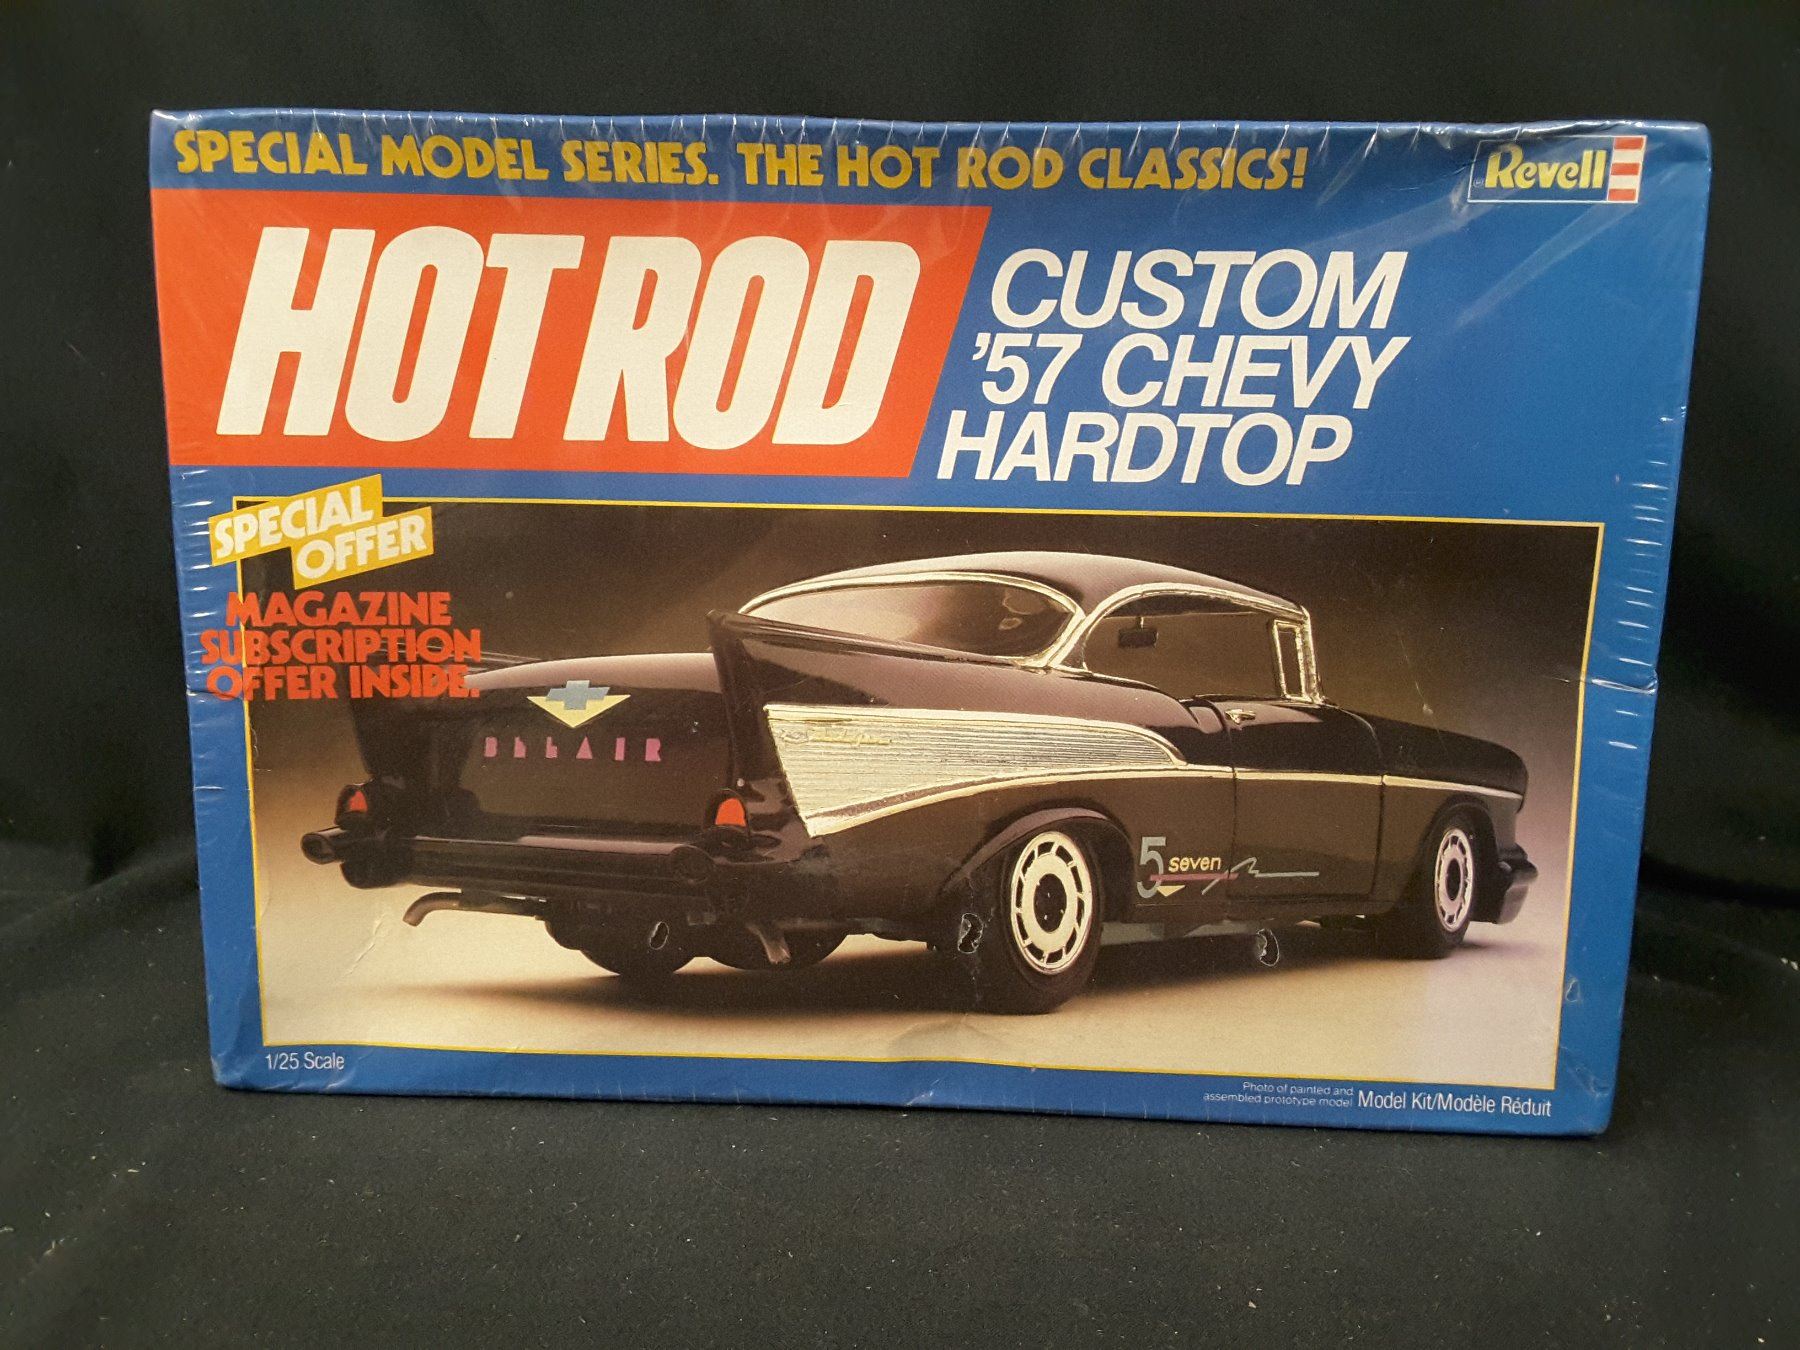 SPECIAL MODEL SERIES. THE HOT ROD CLASSICS!
Revell
HOT ROD
CUSTOM
'57 CHEVY
HARDTOP
SPECIAL
OFFER
MAGAZINE
SUBSCRIPTION
OFFER INSIDE.
BELAIR
5 seven
1/25 Scale
Photo of painted and
assembled prototype model
Model Kit/Modèle Réduit